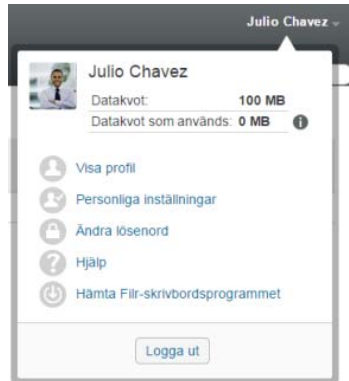 Julio Chavez
Julio Chavez
Datakvot: 100 MB
Datakvot som används: 0 MB
Visa profil
Personliga inställningar
Ändra lösenord
Hjälp
Hämta Filr-skrivbordsprogrammet
Logga ut